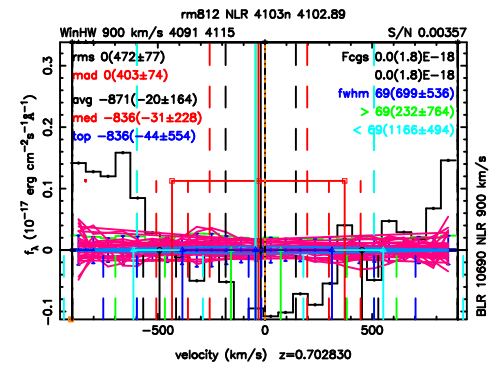 rm812 NLR 4103n 4102.89
WinHW 900 km/s 4091 4115
S/N 0.00357
rms 0(472±77)
mad 0(403±74)
avg −871(−20±164)
med −836(−31±228)
top −836(−44±554)
Fcgs 0.0(1.8)E−18
0.0(1.8)E−18
fwhm 69(699±536)
> 69(232±764)
< 69(1166±494)
f_λ (10⁻¹⁷ erg cm⁻²s⁻¹Å⁻¹)
0.3
0.2
0.1
0
−0.1
−500
0
500
velocity (km/s) z=0.702830
BLR 10690 NLR 900